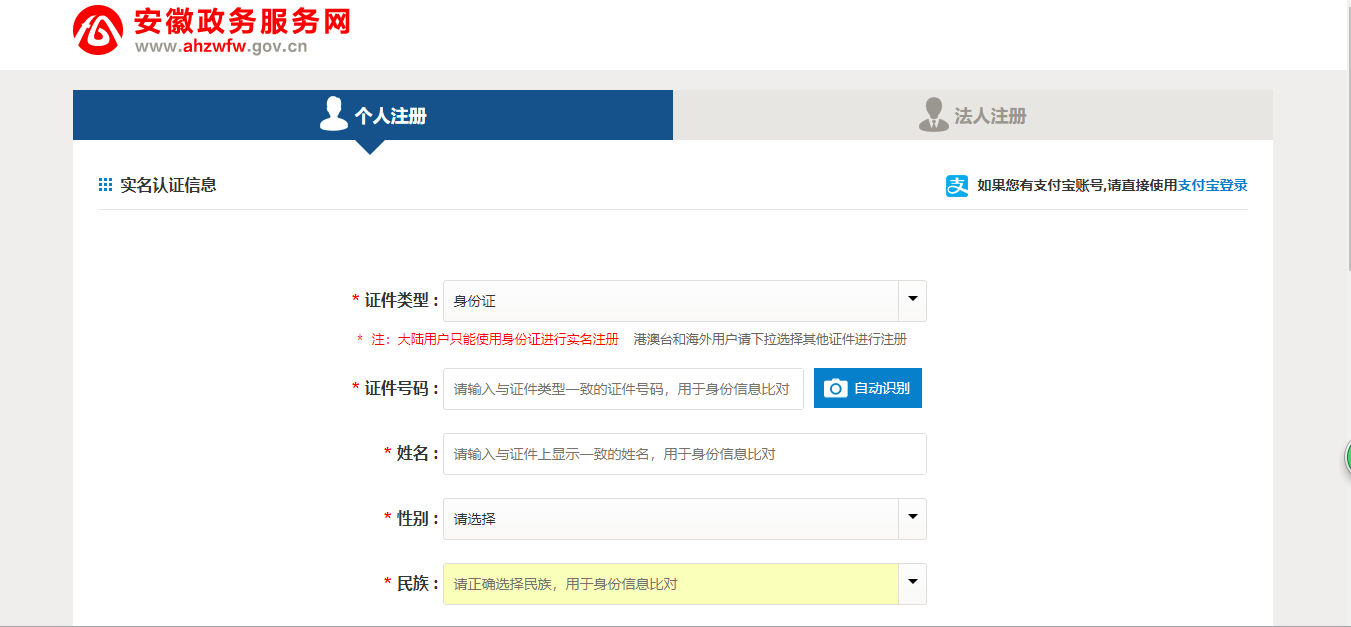 安徽政务服务网
www.ahzwfw.gov.cn
个人注册
法人注册
实名认证信息
支 如果您有支付宝账号,请直接使用支付宝登录
* 证件类型： 身份证
* 注：大陆用户只能使用身份证进行实名注册 港澳台和海外用户请下拉选择其他证件进行注册
* 证件号码： 请输入与证件类型一致的证件号码，用于身份信息比对 自动识别
* 姓名： 请输入与证件上显示一致的姓名，用于身份信息比对
* 性别： 请选择
* 民族： 请正确选择民族，用于身份信息比对